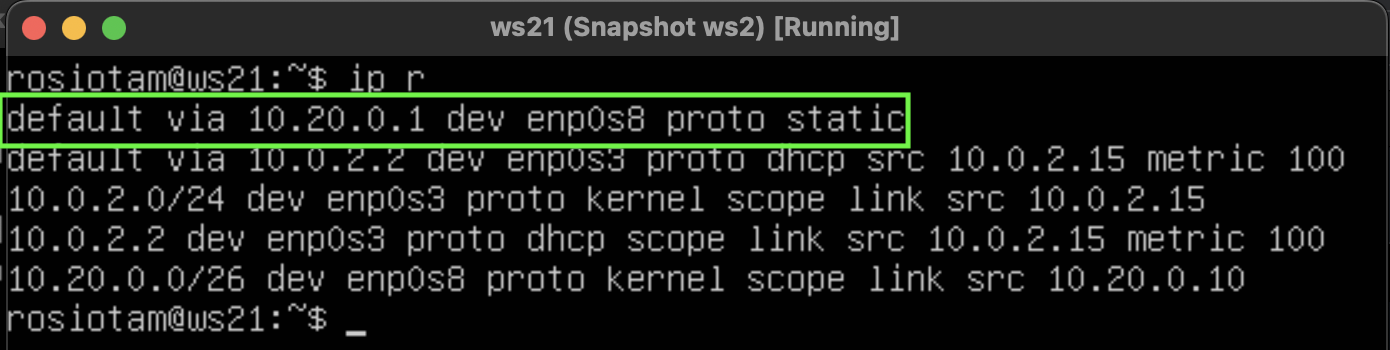 ws21 (Snapshot ws2) [Running]
rosiotam@ws21:~$ ip r
default via 10.20.0.1 dev enp0s8 proto static
default via 10.0.2.2 dev enp0s3 proto dhcp src 10.0.2.15 metric 100
10.0.2.0/24 dev enp0s3 proto kernel scope link src 10.0.2.15
10.0.2.2 dev enp0s3 proto dhcp scope link src 10.0.2.15 metric 100
10.20.0.0/26 dev enp0s8 proto kernel scope link src 10.20.0.10
rosiotam@ws21:~$ _